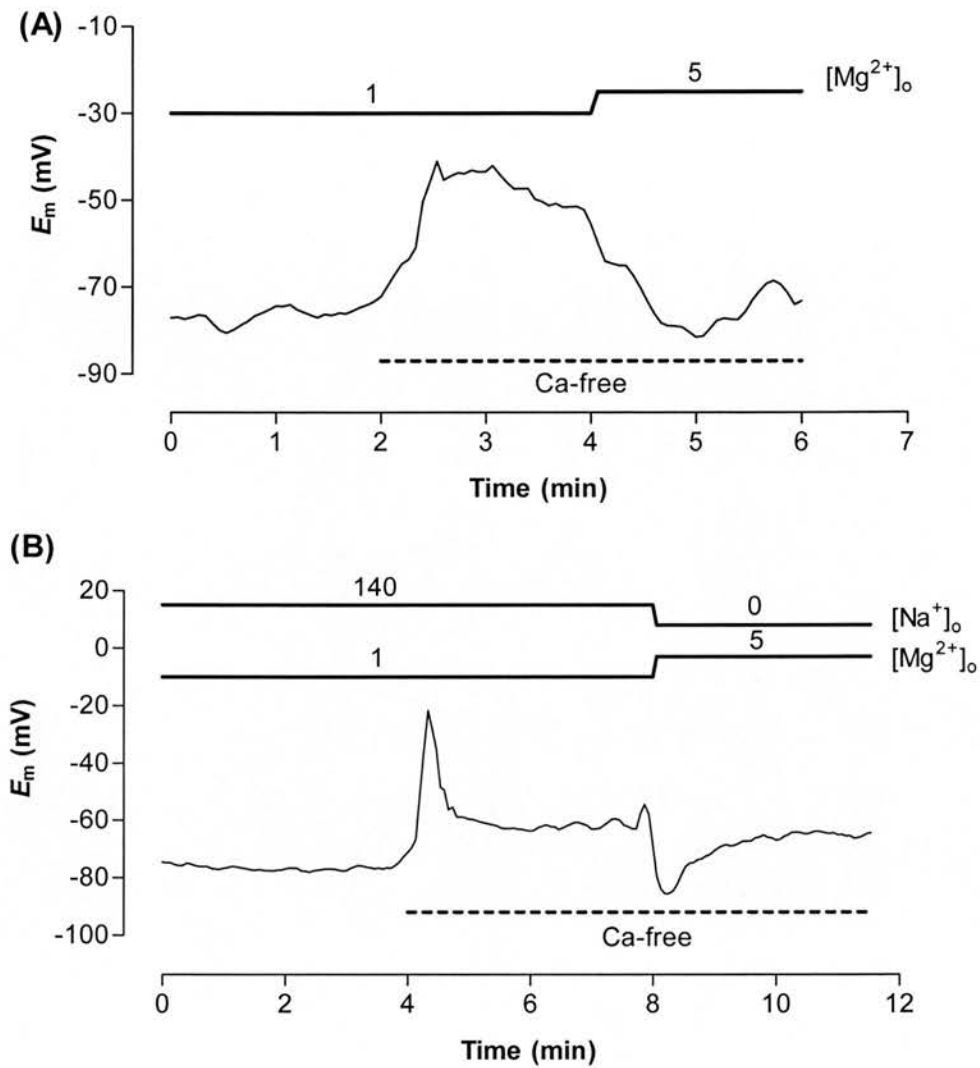 (A)
-10
-30
-50
-70
-90
E_m (mV)
1
5
[Mg²⁺]ₒ
Ca-free
0 1 2 3 4 5 6 7
Time (min)
(B)
20
0
-20
-40
-60
-80
-100
E_m (mV)
140
0
[Na⁺]ₒ
1
5
[Mg²⁺]ₒ
Ca-free
0 2 4 6 8 10 12
Time (min)